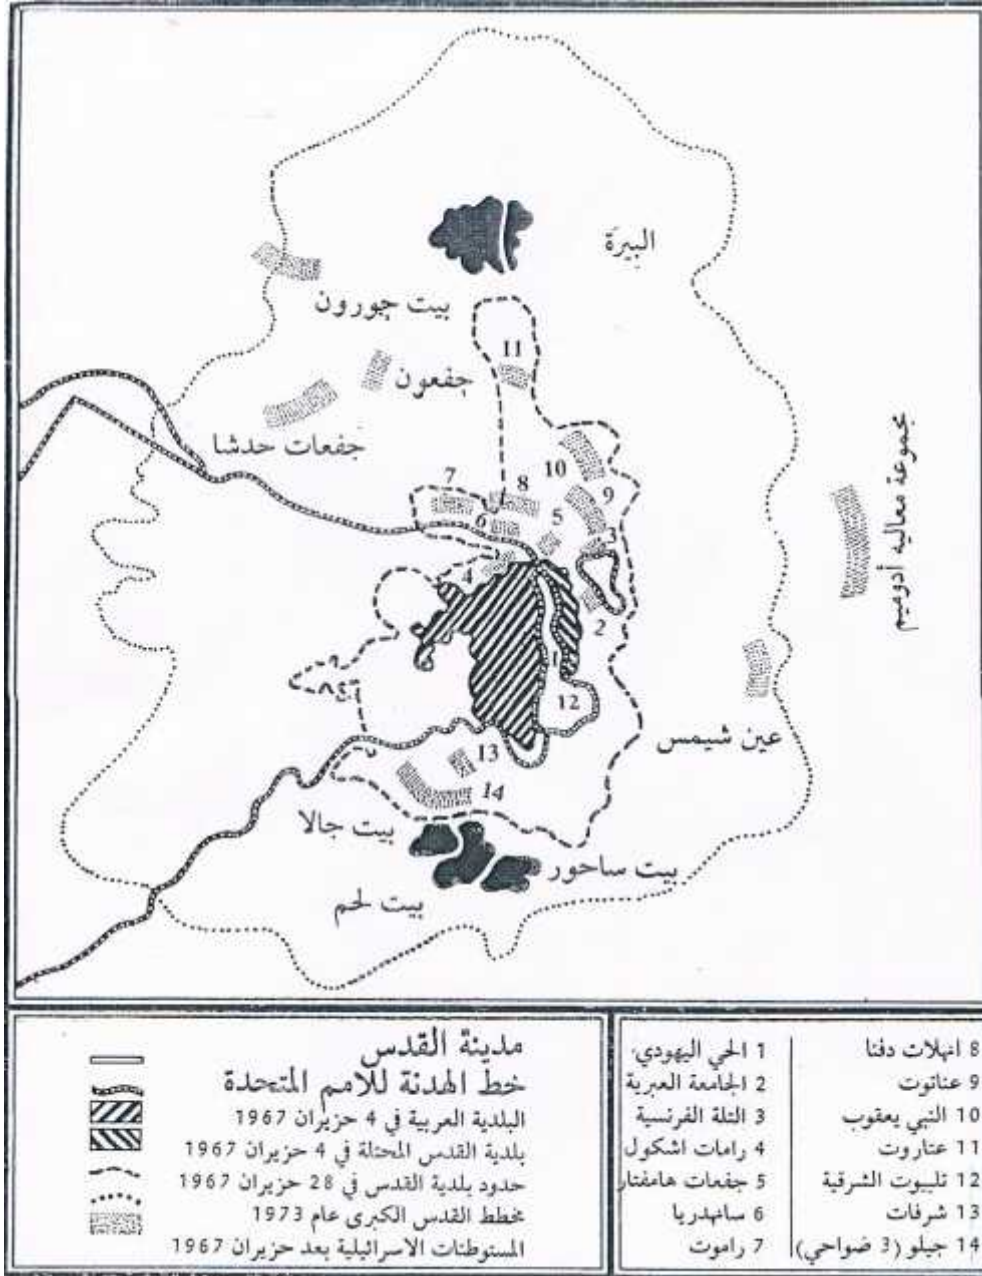 البيرة
بيت جورون
11
جفعون
جفعات حدشا
مجموعة معاليه أدوميم
10
7
8
9
6
5
3
4
2
1
12
عين شيمس
13
14
بيت جالا
بيت ساحور
بيت لحم
مدينة القدس
خط الهدنة للأمم المتحدة
البلدية العربية في 4 حزيران 1967
بلدية القدس المحتلة في 4 حزيران 1967
حدود بلدية القدس في 28 حزيران 1967
مخطط القدس الكبرى عام 1973
المستوطنات الاسرائيلية بعد حزيران 1967
1 الحي اليهودي
2 الجامعة العبرية
3 التلة الفرنسية
4 رامات اشكول
5 جفعات هامفتار
6 سانهدريا
7 راموت
8 انهلات دفنا
9 عناتوت
10 النبي يعقوب
11 عتاروت
12 تلبيوت الشرقية
13 شرفات
14 جيلو (3 ضواحي)